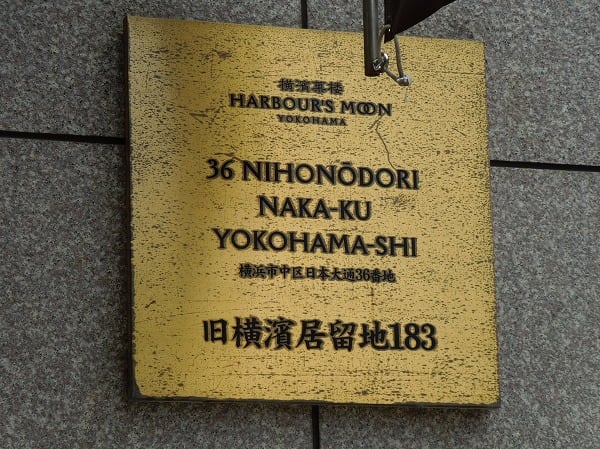 横濱募楼
HARBOUR'S MOON
YOKOHAMA
36 NIHONŌDORI
NAKA-KU
YOKOHAMA-SHI
横浜市中区日本大通36番地
旧横濱居留地183